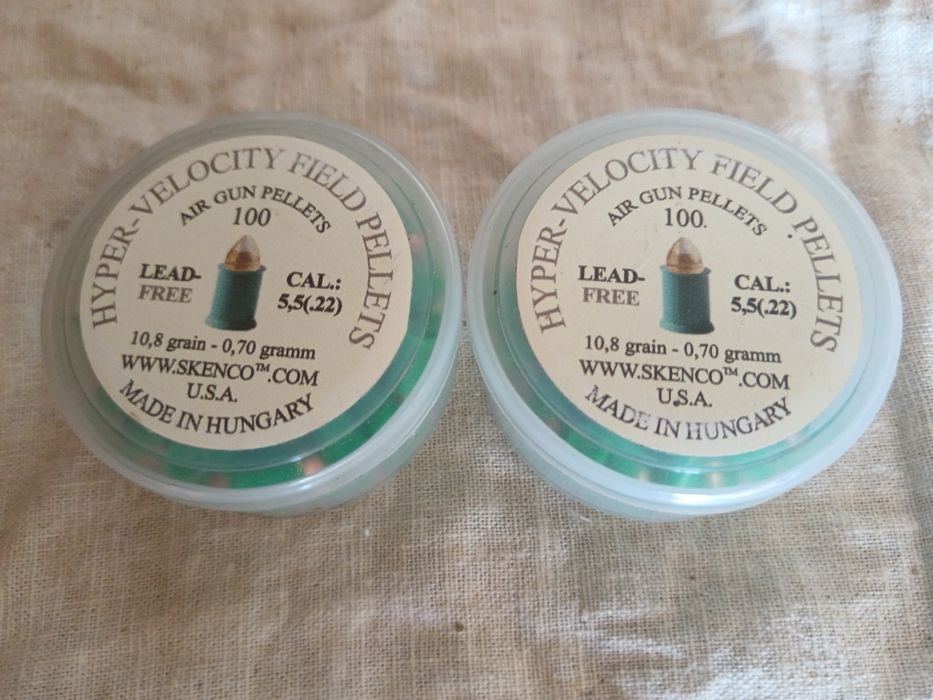 HYPER-VELOCITY FIELD PELLETS
AIR GUN PELLETS
100
LEAD-
FREE
CAL.:
5,5(.22)
10,8 grain - 0,70 gramm
WWW.SKENCO™.COM
U.S.A.
MADE IN HUNGARY
HYPER-VELOCITY FIELD PELLETS
AIR GUN PELLETS
100.
LEAD-
FREE
CAL.:
5,5(.22)
10,8 grain - 0,70 gramm
WWW.SKENCO™.COM
U.S.A.
MADE IN HUNGARY